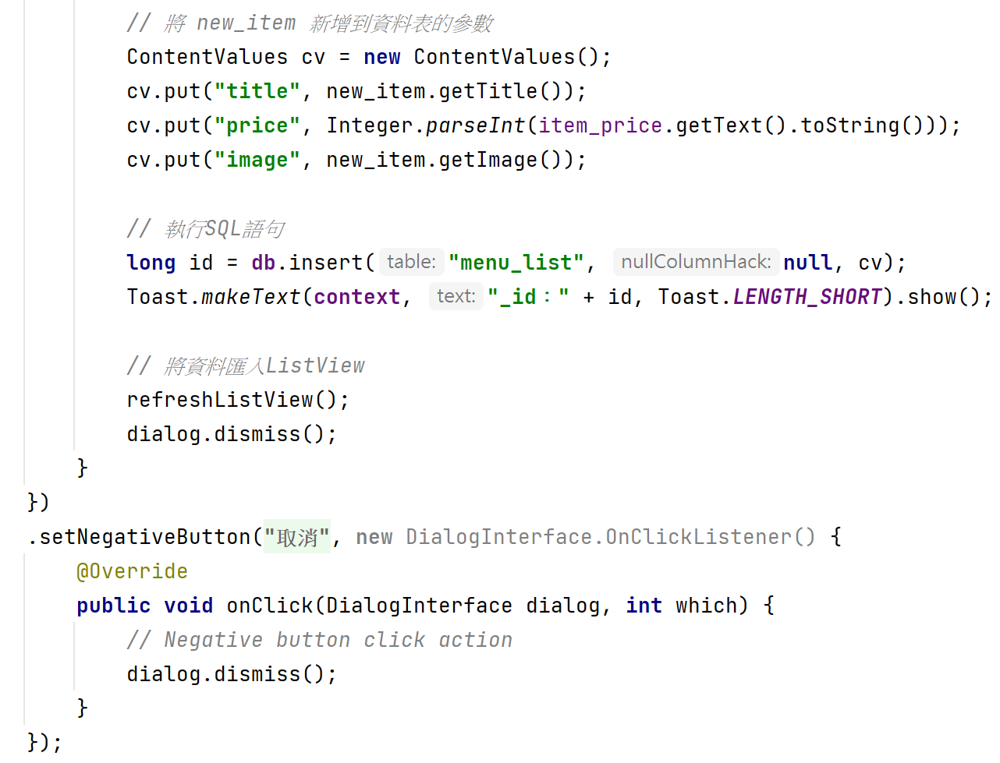 // 將 new_item 新增到資料表的參數
ContentValues cv = new ContentValues();
cv.put("title", new_item.getTitle());
cv.put("price", Integer.parseInt(item_price.getText().toString()));
cv.put("image", new_item.getImage());
// 執行SQL語句
long id = db.insert( table: "menu_list", nullColumnHack: null, cv);
Toast.makeText(context, text: "_id：" + id, Toast.LENGTH_SHORT).show();
// 將資料匯入ListView
refreshListView();
dialog.dismiss();
}
})
.setNegativeButton("取消", new DialogInterface.OnClickListener() {
@Override
public void onClick(DialogInterface dialog, int which) {
// Negative button click action
dialog.dismiss();
}
});